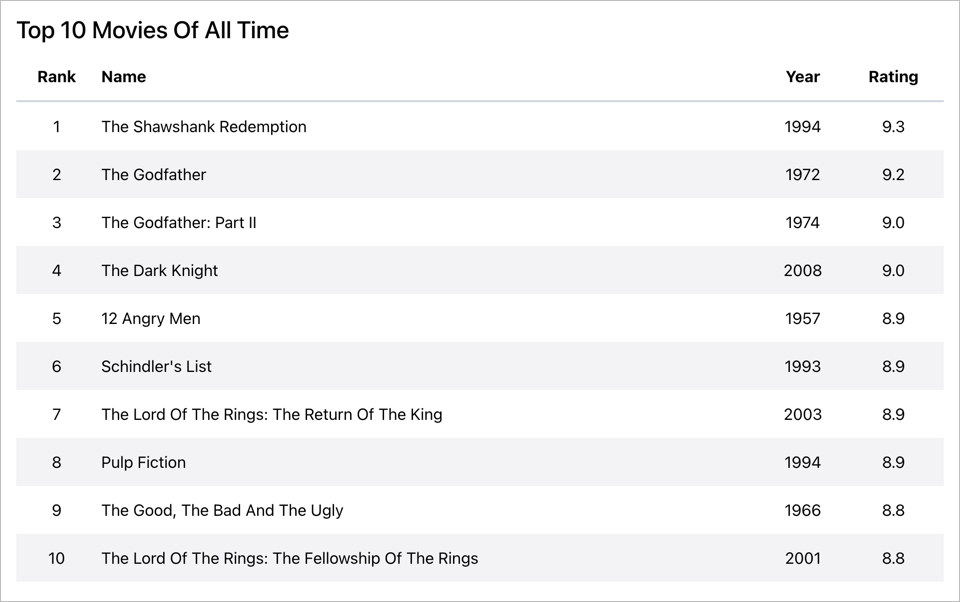 Top 10 Movies Of All Time
Rank Name Year Rating
1 The Shawshank Redemption 1994 9.3
2 The Godfather 1972 9.2
3 The Godfather: Part II 1974 9.0
4 The Dark Knight 2008 9.0
5 12 Angry Men 1957 8.9
6 Schindler's List 1993 8.9
7 The Lord Of The Rings: The Return Of The King 2003 8.9
8 Pulp Fiction 1994 8.9
9 The Good, The Bad And The Ugly 1966 8.8
10 The Lord Of The Rings: The Fellowship Of The Rings 2001 8.8